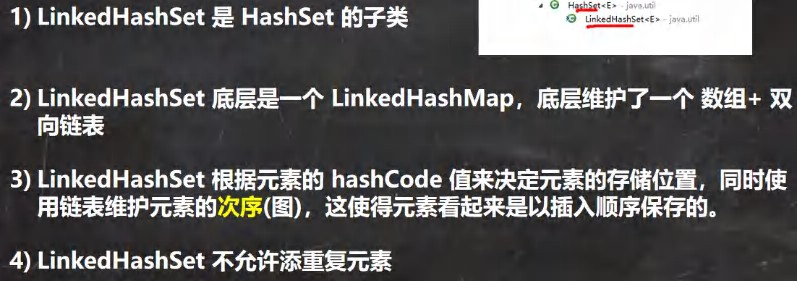 1) LinkedHashSet 是 HashSet 的子类
HashSet<E> - java.util
LinkedHashSet<E> - java.util
2) LinkedHashSet 底层是一个 LinkedHashMap，底层维护了一个 数组+ 双
向链表
3) LinkedHashSet 根据元素的 hashCode 值来决定元素的存储位置，同时使
用链表维护元素的次序(图)，这使得元素看起来是以插入顺序保存的。
4) LinkedHashSet 不允许添重复元素